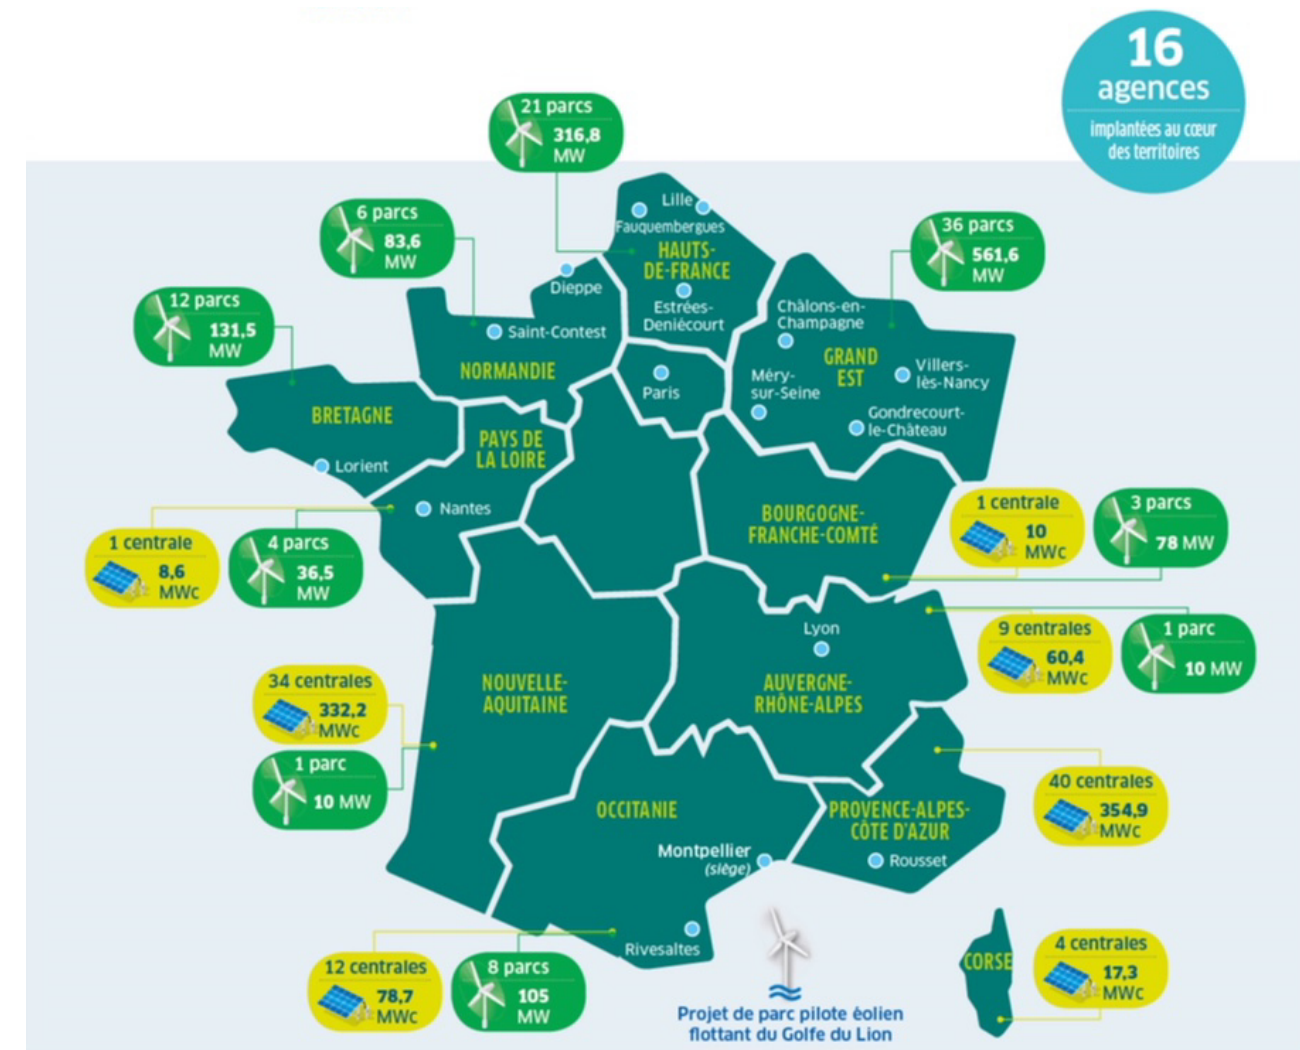 16
agences
implantées au cœur
des territoires
21 parcs
316,8
MW
6 parcs
83,6
MW
36 parcs
561,6
MW
12 parcs
131,5
MW
Lille
Fauquembergues
HAUTS-
DE-FRANCE
Estrées-
Deniécourt
Dieppe
Saint-Contest
NORMANDIE
Châlons-en-
Champagne
GRAND
EST
Villers-
lès-Nancy
Méry-
sur-Seine
Gondrecourt-
le-Château
Paris
BRETAGNE
Lorient
PAYS DE
LA LOIRE
Nantes
1 centrale
8,6
MWc
4 parcs
36,5
MW
BOURGOGNE-
FRANCHE-COMTÉ
1 centrale
10
MWc
3 parcs
78 MW
9 centrales
60,4
MWc
1 parc
10 MW
Lyon
AUVERGNE-
RHÔNE-ALPES
34 centrales
332,2
MWc
1 parc
10 MW
NOUVELLE-
AQUITAINE
40 centrales
354,9
MWc
OCCITANIE
PROVENCE-ALPES-
CÔTE D'AZUR
Montpellier
(siège)
Rousset
Rivesaltes
12 centrales
78,7
MWc
8 parcs
105
MW
Projet de parc pilote éolien
flottant du Golfe du Lion
CORSE
4 centrales
17,3
MWc